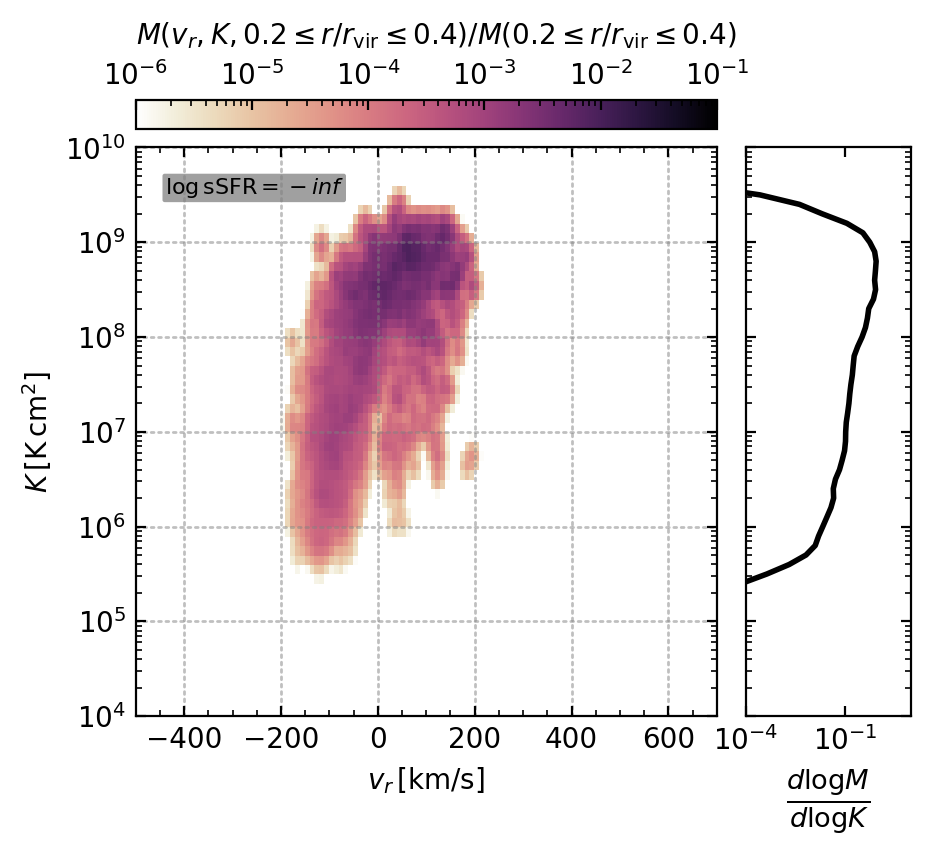 M(v_r, K, 0.2 ≤ r/r_vir ≤ 0.4)/M(0.2 ≤ r/r_vir ≤ 0.4)
10^−6 10^−5 10^−4 10^−3 10^−2 10^−1
log sSFR = −inf
10^10
10^9
10^8
10^7
10^6
10^5
10^4
K [K cm^2]
−400 −200 0 200 400 600
v_r [km/s]
10^−4 10^−1
dlogM
dlogK